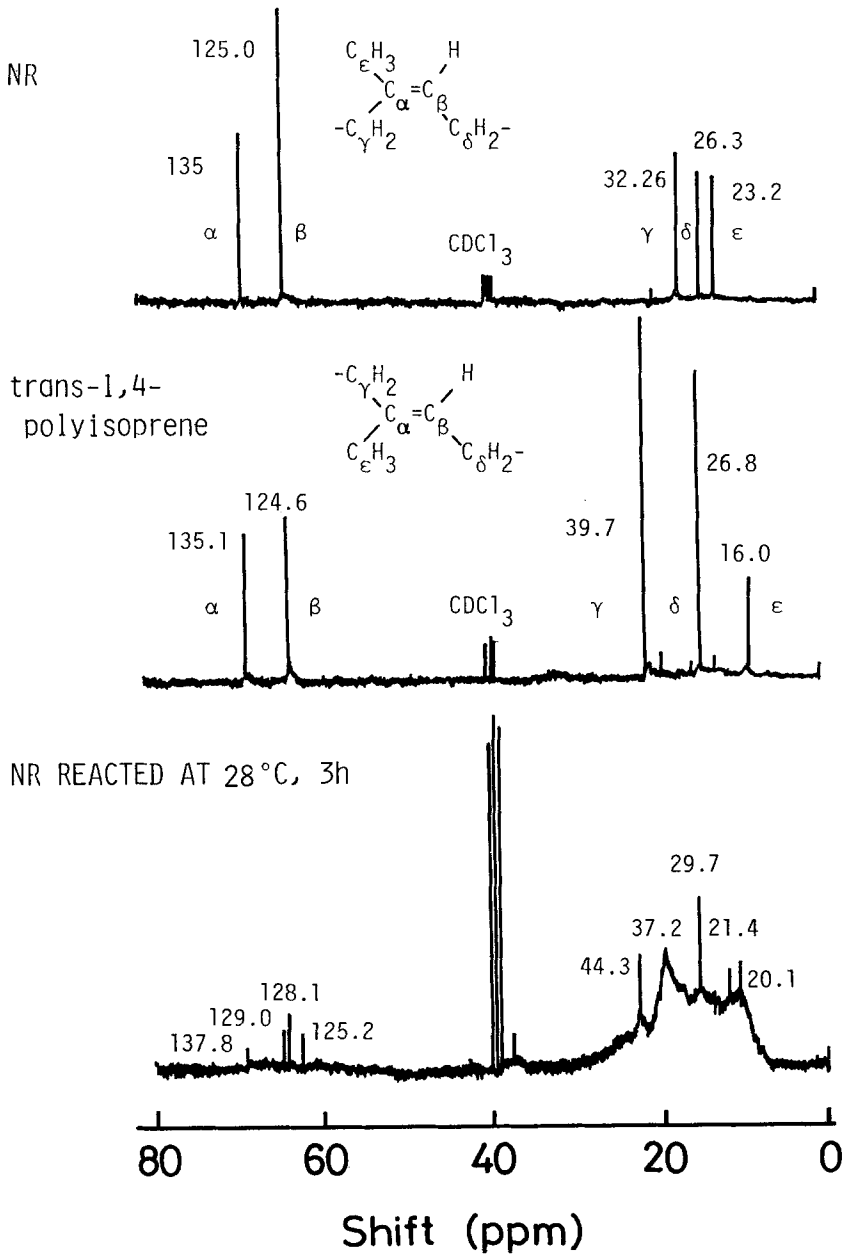 NR
125.0
135
α
β
CεH3
H
Cα=Cβ
-CγH2
CδH2-
CDCl3
32.26
26.3
23.2
γ
δ
ε
trans-1,4-
polyisoprene
-CγH2
H
Cα=Cβ
CεH3
CδH2-
135.1
124.6
α
β
CDCl3
39.7
26.8
16.0
γ
δ
ε
NR REACTED AT 28°C, 3h
137.8
129.0
128.1
125.2
44.3
37.2
29.7
21.4
20.1
80 60 40 20 0
Shift (ppm)